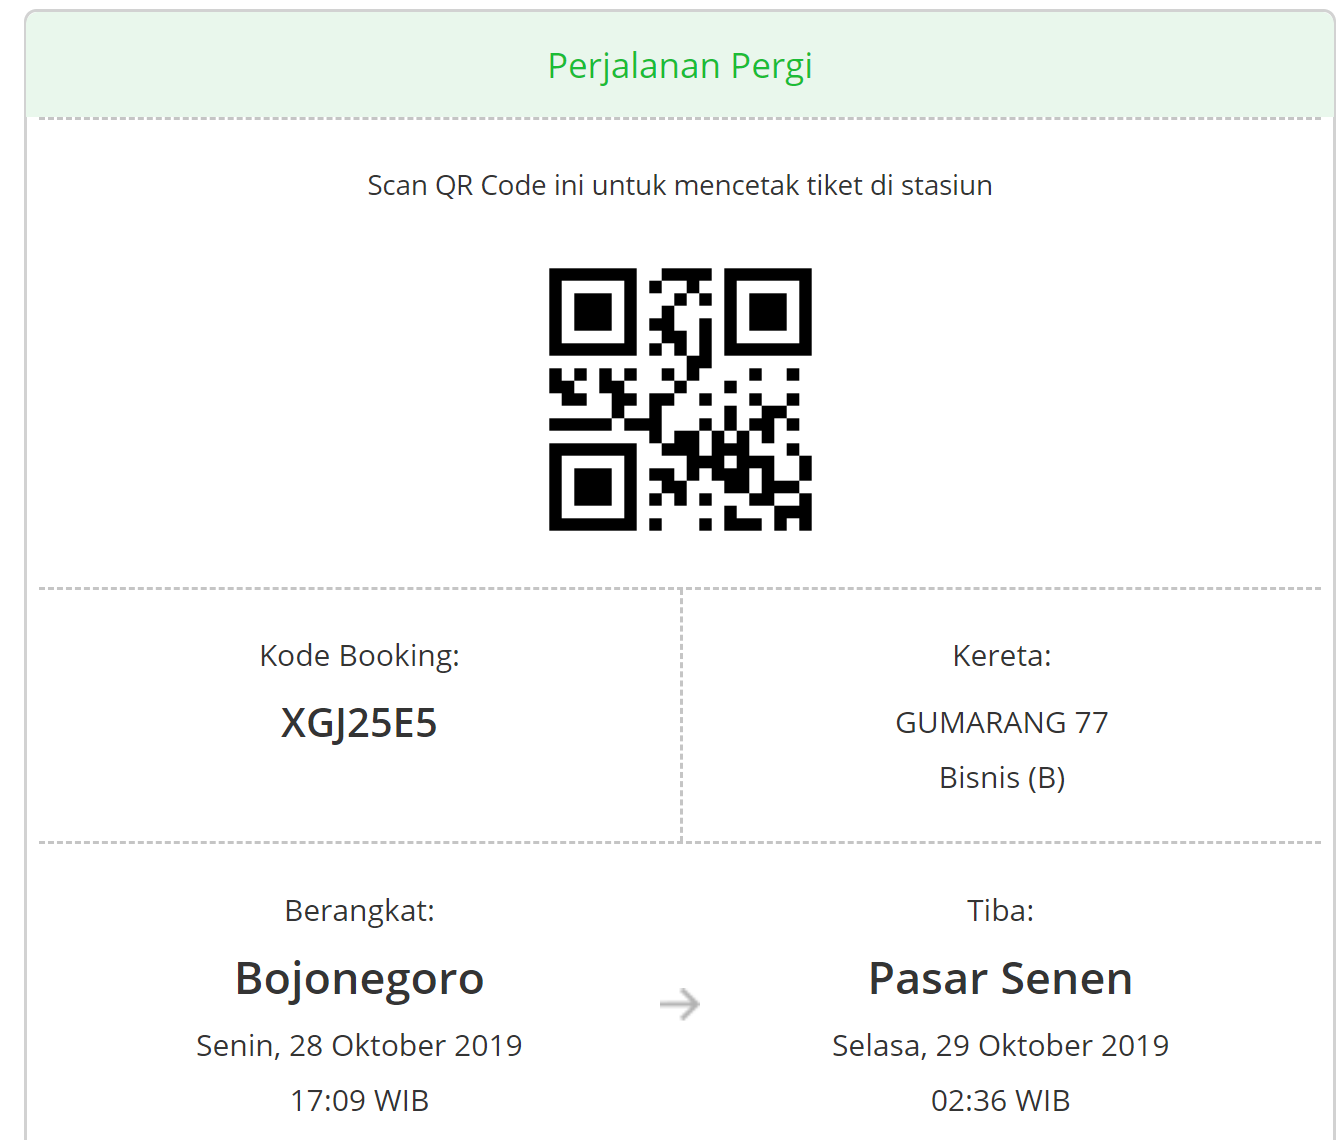 Perjalanan Pergi
Scan QR Code ini untuk mencetak tiket di stasiun
Kode Booking:
XGJ25E5
Kereta:
GUMARANG 77
Bisnis (B)
Berangkat:
Bojonegoro
Senin, 28 Oktober 2019
17:09 WIB
Tiba:
Pasar Senen
Selasa, 29 Oktober 2019
02:36 WIB